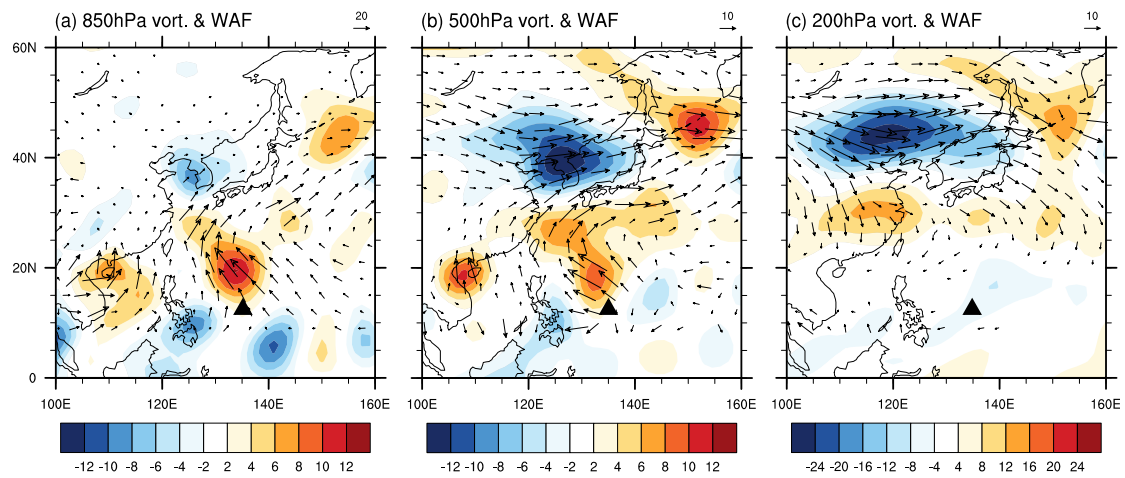 (a) 850hPa vort. & WAF 20
(b) 500hPa vort. & WAF 10
(c) 200hPa vort. & WAF 10
60N
40N
20N
0
100E 120E 140E 160E
100E 120E 140E 160E
100E 120E 140E 160E
-12 -10 -8 -6 -4 -2 2 4 6 8 10 12
-12 -10 -8 -6 -4 -2 2 4 6 8 10 12
-24 -20 -16 -12 -8 -4 4 8 12 16 20 24